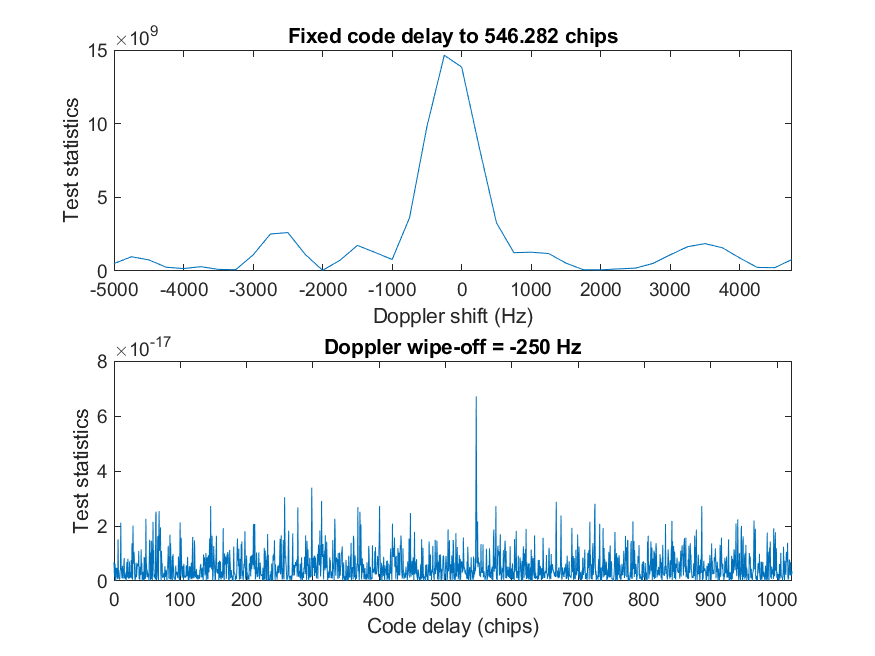 ×10^9
Fixed code delay to 546.282 chips
15
10
5
0
Test statistics
-5000 -4000 -3000 -2000 -1000 0 1000 2000 3000 4000
Doppler shift (Hz)
×10^-17
Doppler wipe-off = -250 Hz
8
6
4
2
0
Test statistics
0 100 200 300 400 500 600 700 800 900 1000
Code delay (chips)